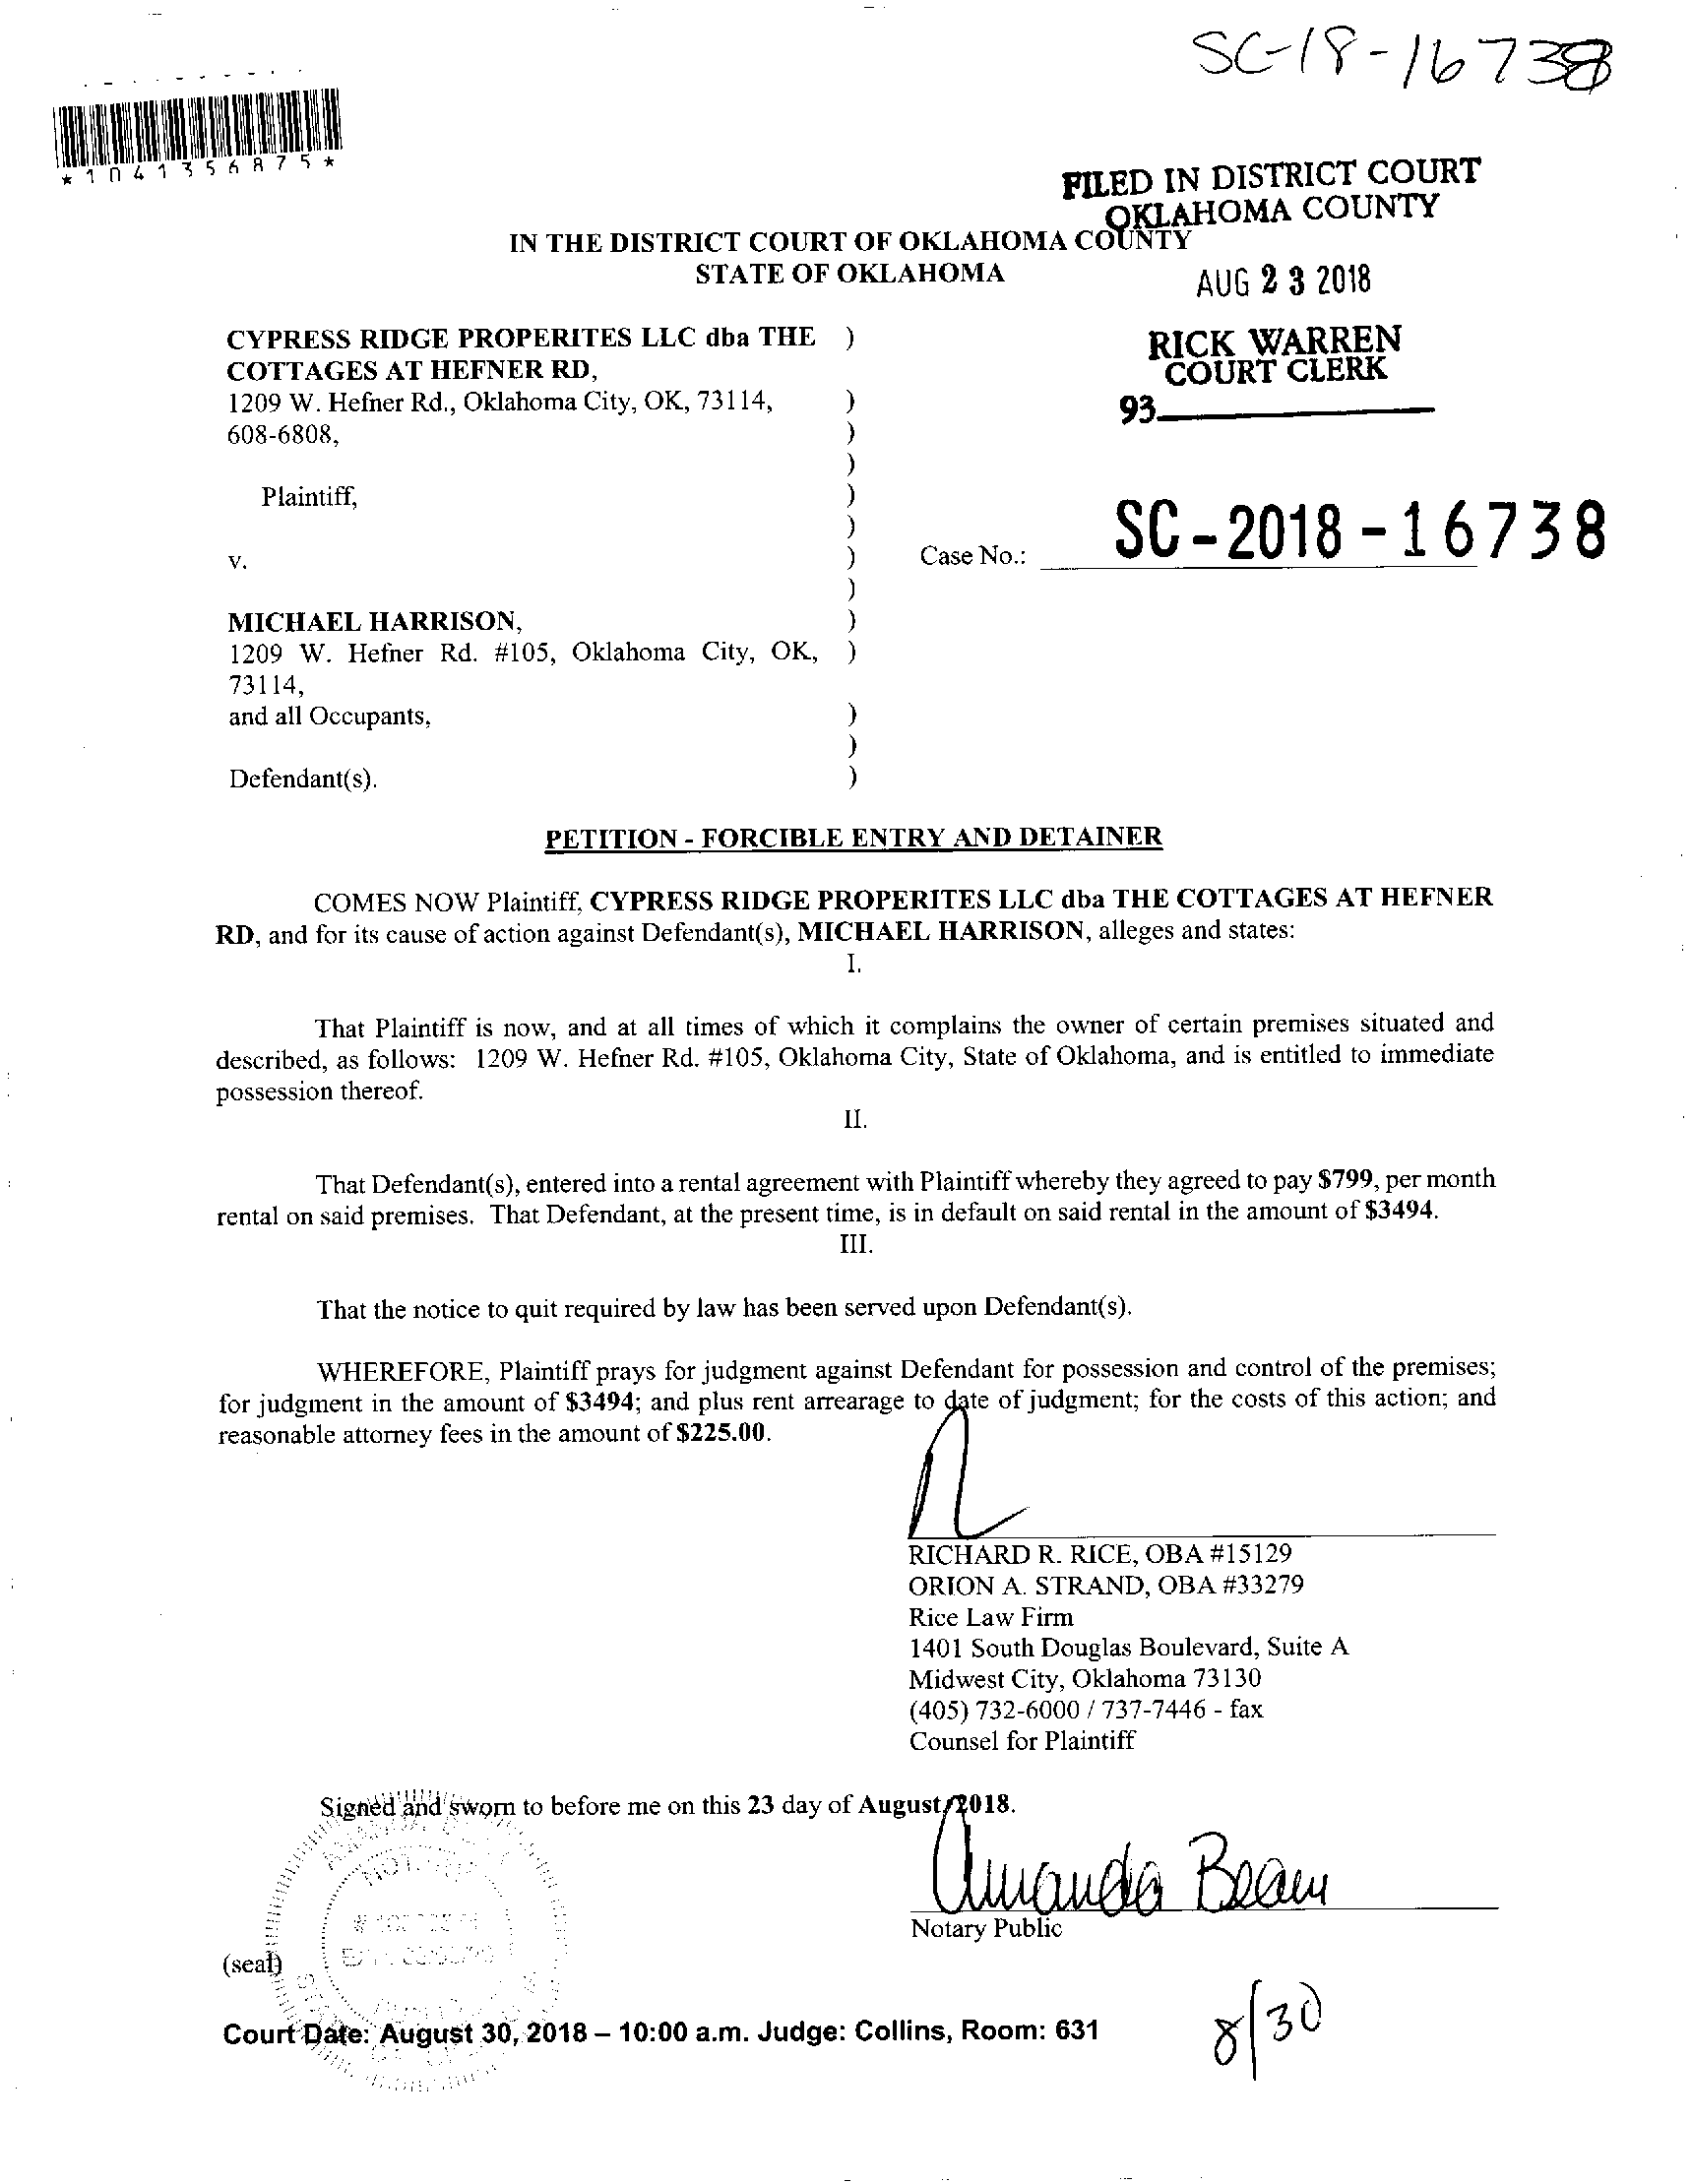 SC-18-16738
*1041356875*
FILED IN DISTRICT COURT
OKLAHOMA COUNTY
IN THE DISTRICT COURT OF OKLAHOMA COUNTY
STATE OF OKLAHOMA
AUG 23 2018
CYPRESS RIDGE PROPERITES LLC dba THE )
COTTAGES AT HEFNER RD,
1209 W. Hefner Rd., Oklahoma City, OK, 73114, )
608-6808, )
)
RICK WARREN
COURT CLERK
93
Plaintiff, )
)
v. )
)
Case No.: SC-2018-16738
MICHAEL HARRISON, )
1209 W. Hefner Rd. #105, Oklahoma City, OK, )
73114,
and all Occupants, )
)
Defendant(s). )
PETITION - FORCIBLE ENTRY AND DETAINER
COMES NOW Plaintiff, CYPRESS RIDGE PROPERITES LLC dba THE COTTAGES AT HEFNER
RD, and for its cause of action against Defendant(s), MICHAEL HARRISON, alleges and states:
I.
That Plaintiff is now, and at all times of which it complains the owner of certain premises situated and
described, as follows: 1209 W. Hefner Rd. #105, Oklahoma City, State of Oklahoma, and is entitled to immediate
possession thereof.
II.
That Defendant(s), entered into a rental agreement with Plaintiff whereby they agreed to pay $799, per month
rental on said premises. That Defendant, at the present time, is in default on said rental in the amount of $3494.
III.
That the notice to quit required by law has been served upon Defendant(s).
WHEREFORE, Plaintiff prays for judgment against Defendant for possession and control of the premises;
for judgment in the amount of $3494; and plus rent arrearage to date of judgment; for the costs of this action; and
reasonable attorney fees in the amount of $225.00.
RICHARD R. RICE, OBA #15129
ORION A. STRAND, OBA #33279
Rice Law Firm
1401 South Douglas Boulevard, Suite A
Midwest City, Oklahoma 73130
(405) 732-6000 / 737-7446 - fax
Counsel for Plaintiff
Signed and sworn to before me on this 23 day of August, 2018.
Amanda Beam
Notary Public
(seal)
Court Date: August 30, 2018 – 10:00 a.m. Judge: Collins, Room: 631
8/30